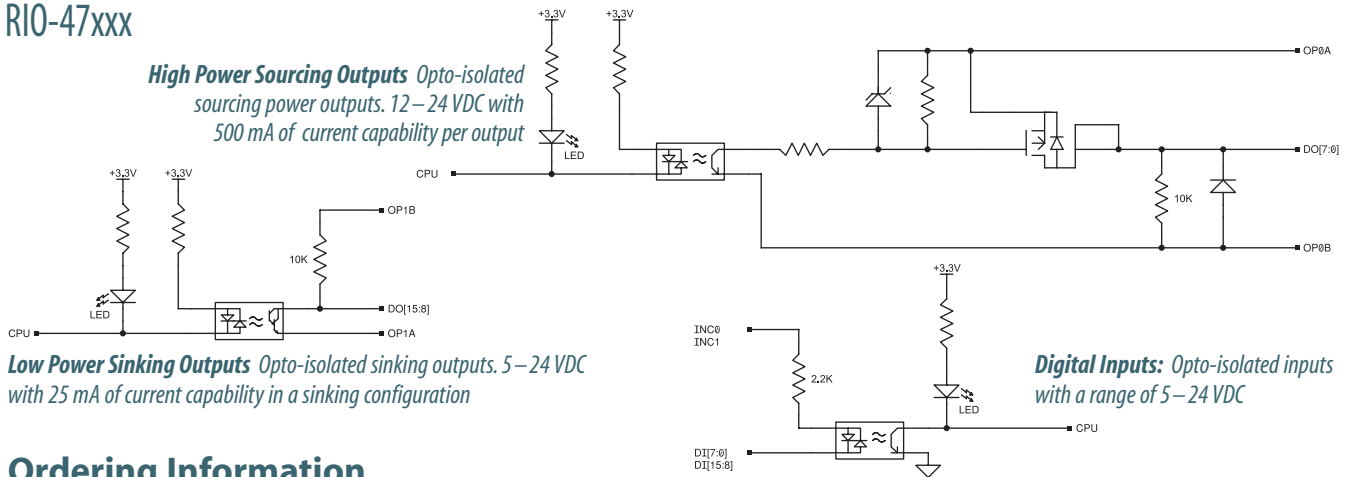 RIO-47xxx
High Power Sourcing Outputs Opto-isolated
sourcing power outputs. 12–24 VDC with
500 mA of current capability per output
+3.3V
+3.3V
LED
CPU
OP0A
DO[7:0]
10K
OP0B
+3.3V
+3.3V
LED
CPU
10K
OP1B
DO[15:8]
OP1A
Low Power Sinking Outputs Opto-isolated sinking outputs. 5–24 VDC
with 25 mA of current capability in a sinking configuration
+3.3V
INC0
INC1
2.2K
LED
CPU
DI[7:0]
DI[15:8]
Digital Inputs: Opto-isolated inputs
with a range of 5–24 VDC
Ordering Information